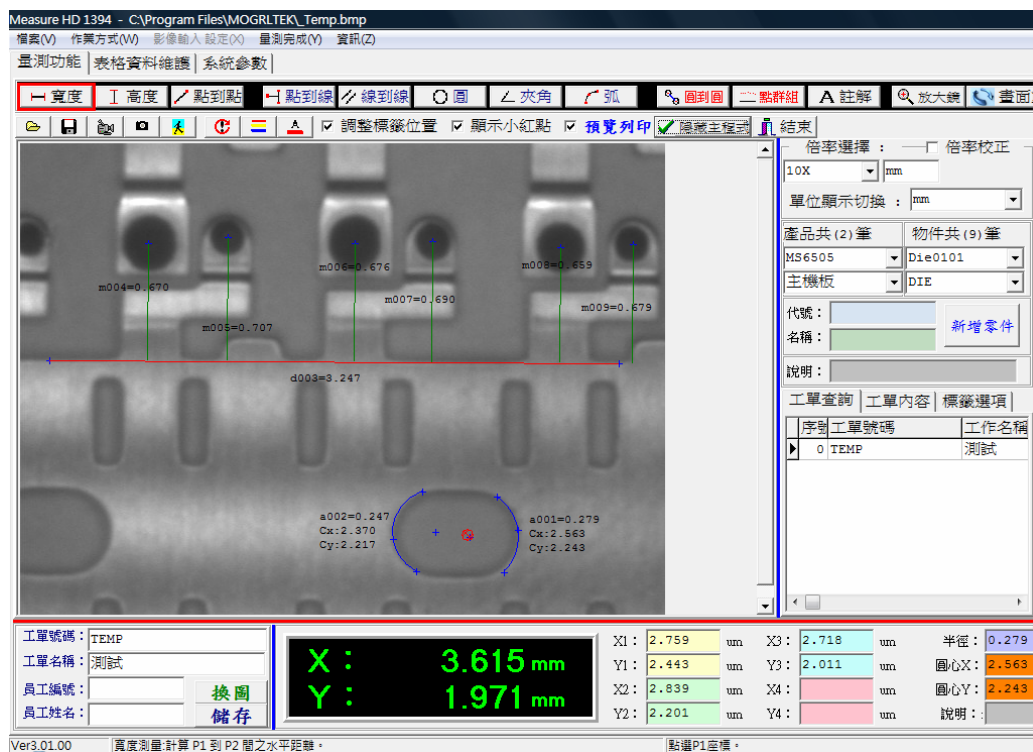 Measure HD 1394 - C:\Program Files\MOGRLTEK\_Temp.bmp
檔案(V) 作業方式(W) 影像輸入設定(X) 量測完成(Y) 資訊(Z)
量測功能 表格資料維護 系統參數
寬度 高度 點到點 點到線 線到線 圓 夾角 弧 圓到圓 點群組 註解 放大鏡 畫面
調整標籤位置 顯示小紅點 預覽列印 隱藏主程式 結束
倍率選擇： 倍率校正
10X mm
單位顯示切換： mm
產品共(2)筆 物件共(9)筆
MS6505 Die0101
主機板 DIE
代號：
名稱：
新增零件
說明：
工單查詢 工單內容 標籤選項
序號 工單號碼 工作名稱
0 TEMP 測試
m004=0.670
m005=0.707
m006=0.676
m007=0.690
m008=0.659
m009=0.679
d003=3.247
a002=0.247
Cx:2.370
Cy:2.217
a001=0.279
Cx:2.563
Cy:2.243
工單號碼：TEMP
工單名稱：測試
員工編號：
員工姓名：
換圖
儲存
X： 3.615 mm
Y： 1.971 mm
X1： 2.759 um X3： 2.718 um 半徑： 0.279
Y1： 2.443 um Y3： 2.011 um 圓心X： 2.563
X2： 2.839 um X4： um 圓心Y： 2.243
Y2： 2.201 um Y4： um 說明：:
Ver3.01.00 寬度測量:計算 P1 到 P2 間之水平距離。 點選P1座標。